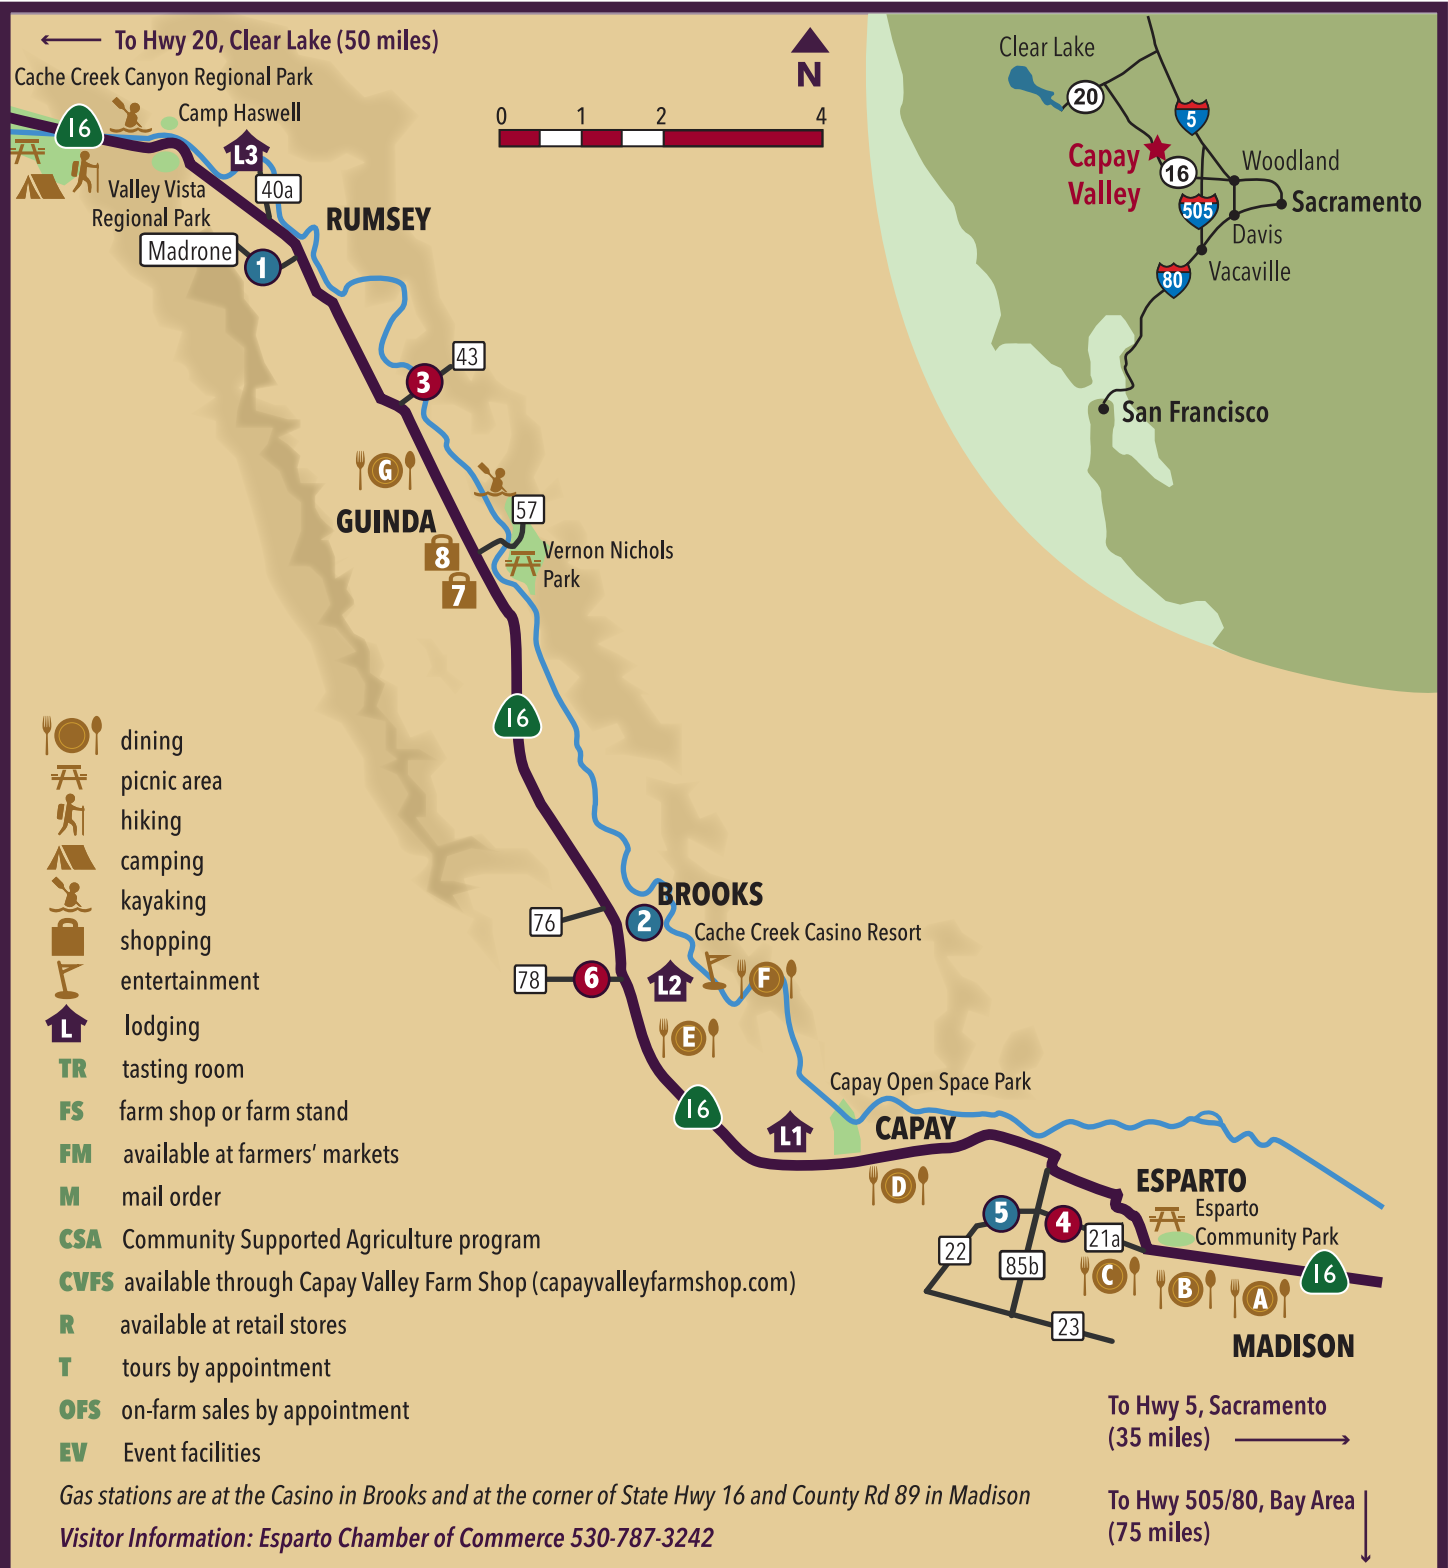 To Hwy 20, Clear Lake (50 miles)
Cache Creek Canyon Regional Park
16
Camp Haswell
L3
40a
Valley Vista
Regional Park
RUMSEY
Madrone
1
N
0 1 2 4
Clear Lake
20
5
Capay
Valley
16
Woodland
505
Sacramento
Davis
Vacaville
80
San Francisco
43
3
G
GUINDA
57
8
7
Vernon Nichols
Park
16
dining
picnic area
hiking
camping
kayaking
shopping
entertainment
L lodging
TR tasting room
FS farm shop or farm stand
FM available at farmers’ markets
M mail order
CSA Community Supported Agriculture program
CVFS available through Capay Valley Farm Shop (capayvalleyfarmshop.com)
R available at retail stores
T tours by appointment
OFS on-farm sales by appointment
EV Event facilities
BROOKS
76
2
Cache Creek Casino Resort
78
6
L2
F
E
16
Capay Open Space Park
L1
CAPAY
D
ESPARTO
Esparto
Community Park
5
4
21a
22
85b
C
B
A
16
23
MADISON
To Hwy 5, Sacramento
(35 miles)
To Hwy 505/80, Bay Area
(75 miles)
Gas stations are at the Casino in Brooks and at the corner of State Hwy 16 and County Rd 89 in Madison
Visitor Information: Esparto Chamber of Commerce 530-787-3242